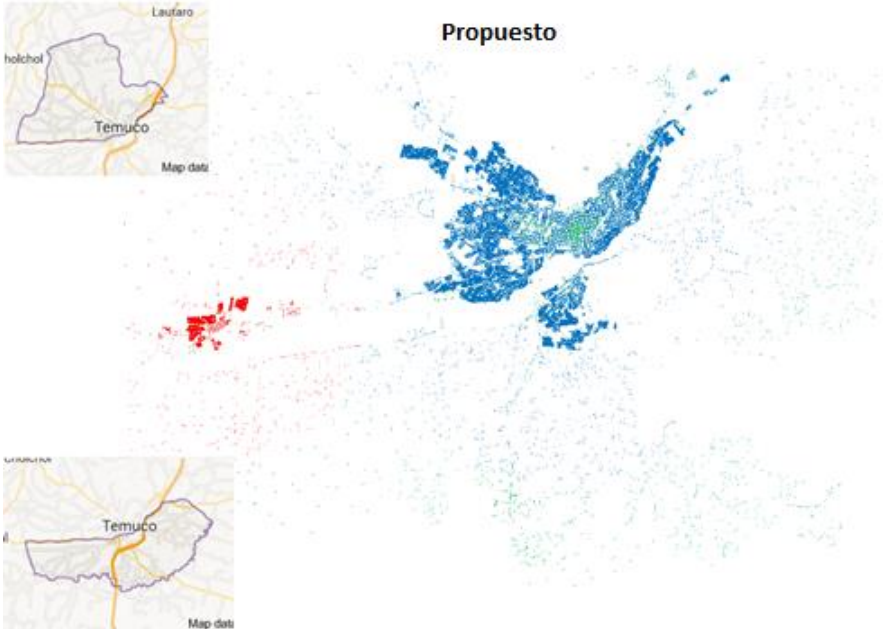 Propuesto
Lautaro
holchol
Temuco
Map data
Cholchol
Temuco
Map data